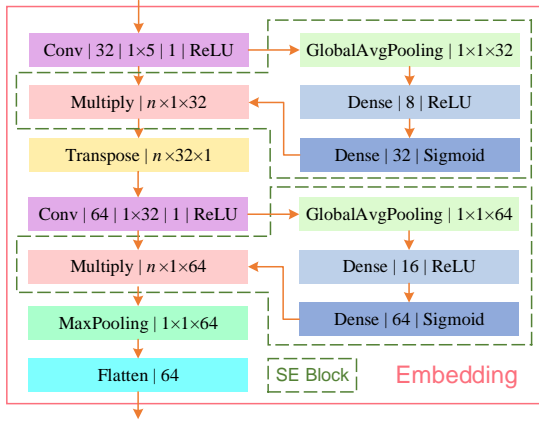 Conv | 32 | 1×5 | 1 | ReLU
GlobalAvgPooling | 1×1×32
Multiply | n×1×32
Dense | 8 | ReLU
Transpose | n×32×1
Dense | 32 | Sigmoid
Conv | 64 | 1×32 | 1 | ReLU
GlobalAvgPooling | 1×1×64
Multiply | n×1×64
Dense | 16 | ReLU
MaxPooling | 1×1×64
Dense | 64 | Sigmoid
Flatten | 64
SE Block
Embedding